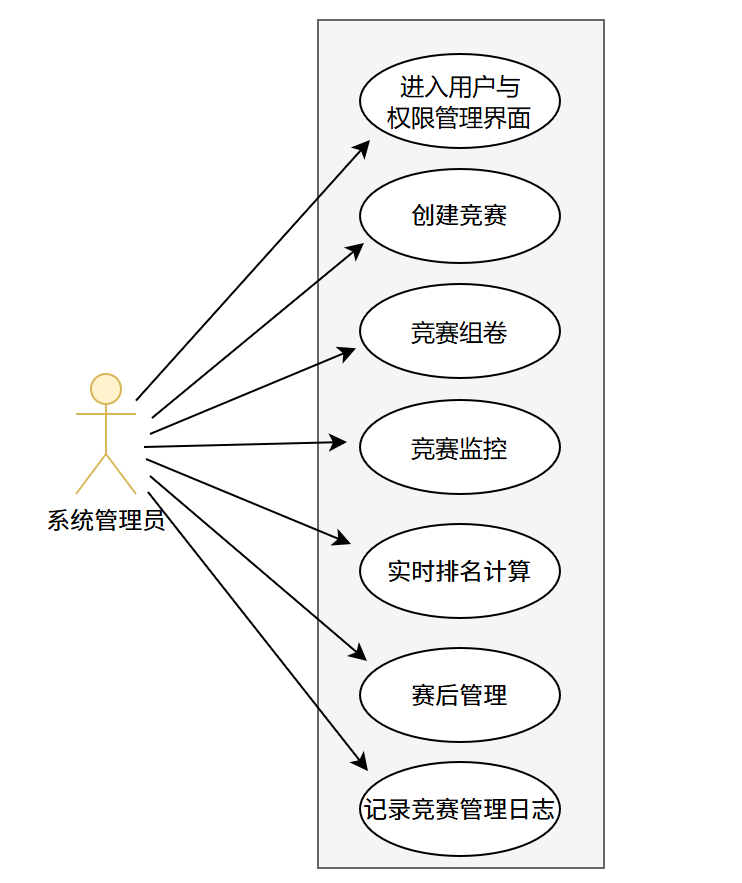 进入用户与
权限管理界面
创建竞赛
竞赛组卷
竞赛监控
系统管理员
实时排名计算
赛后管理
记录竞赛管理日志